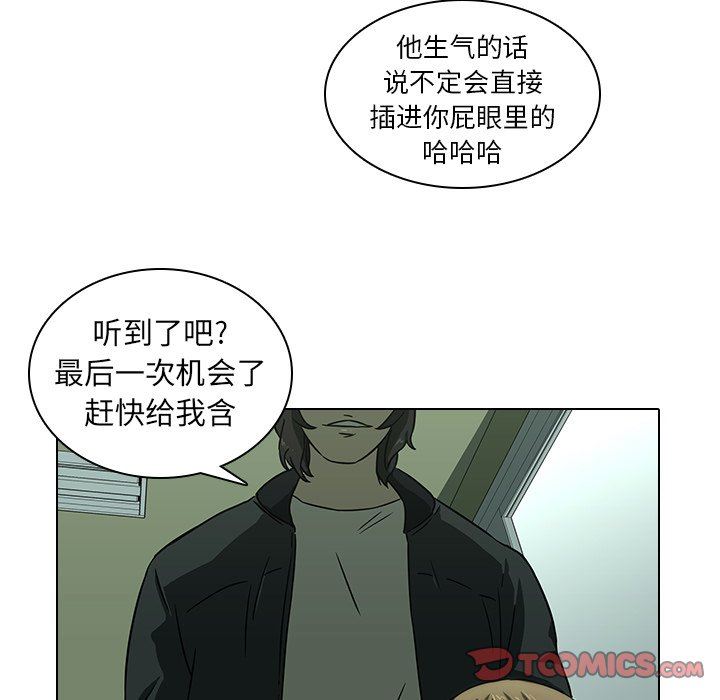 他生气的话
说不定会直接
插进你屁眼里的
哈哈哈
听到了吧?
最后一次机会了
赶快给我含
TOOMICS.COM